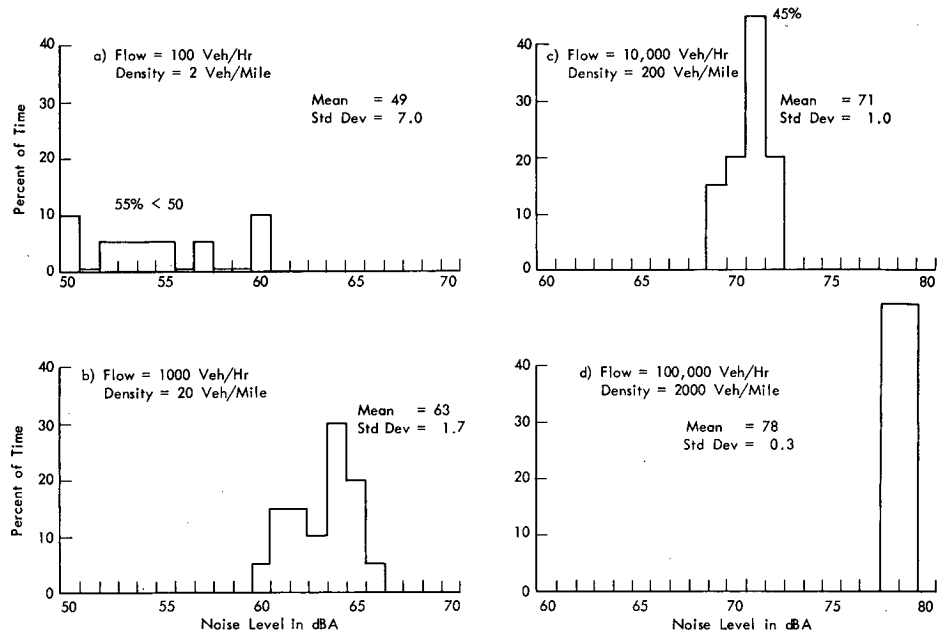 Percent of Time
40
30
20
10
0
a) Flow = 100 Veh/Hr
Density = 2 Veh/Mile
Mean = 49
Std Dev = 7.0
55% < 50
50 55 60 65 70
45%
40
30
20
10
0
c) Flow = 10,000 Veh/Hr
Density = 200 Veh/Mile
Mean = 71
Std Dev = 1.0
60 65 70 75 80
Percent of Time
40
30
20
10
0
b) Flow = 1000 Veh/Hr
Density = 20 Veh/Mile
Mean = 63
Std Dev = 1.7
50 55 60 65 70
Noise Level in dBA
40
30
20
10
0
d) Flow = 100,000 Veh/Hr
Density = 2000 Veh/Mile
Mean = 78
Std Dev = 0.3
60 65 70 75 80
Noise Level in dBA